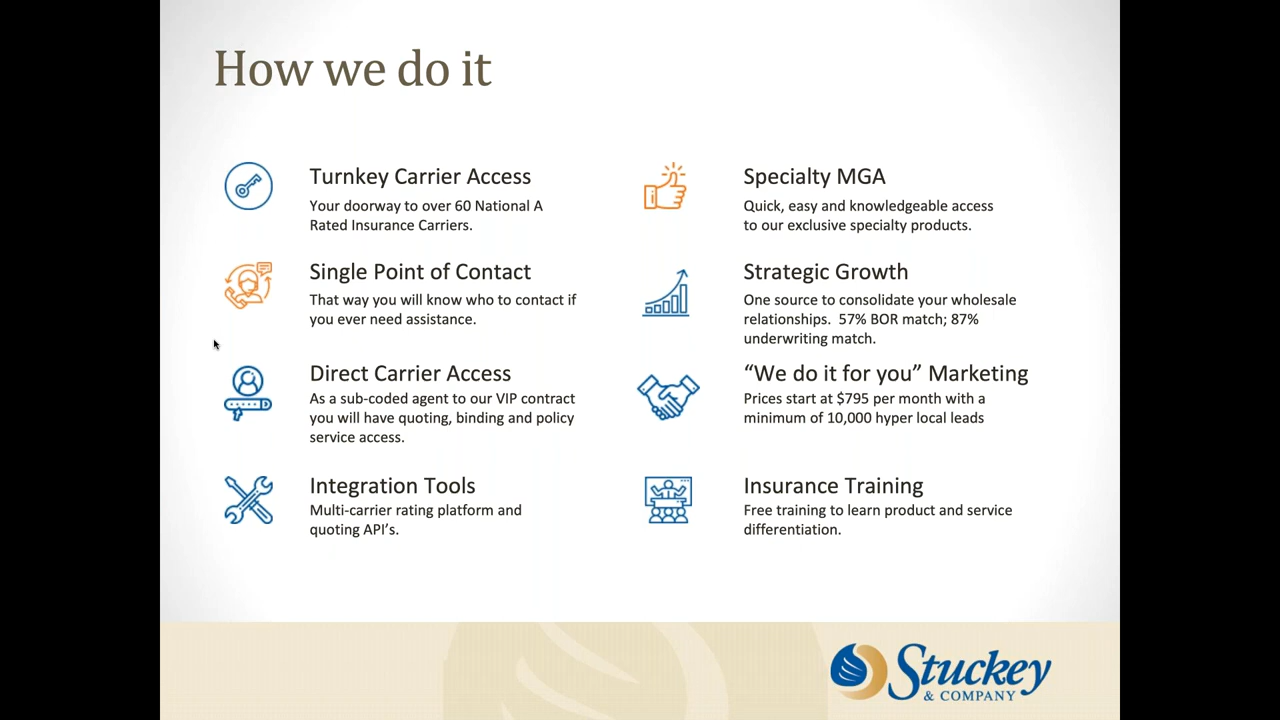 How we do it
Turnkey Carrier Access
Your doorway to over 60 National A
Rated Insurance Carriers.
Single Point of Contact
That way you will know who to contact if
you ever need assistance.
Direct Carrier Access
As a sub-coded agent to our VIP contract
you will have quoting, binding and policy
service access.
Integration Tools
Multi-carrier rating platform and
quoting API’s.
Specialty MGA
Quick, easy and knowledgeable access
to our exclusive specialty products.
Strategic Growth
One source to consolidate your wholesale
relationships.  57% BOR match; 87%
underwriting match.
“We do it for you” Marketing
Prices start at $795 per month with a
minimum of 10,000 hyper local leads
Insurance Training
Free training to learn product and service
differentiation.
Stuckey
& COMPANY